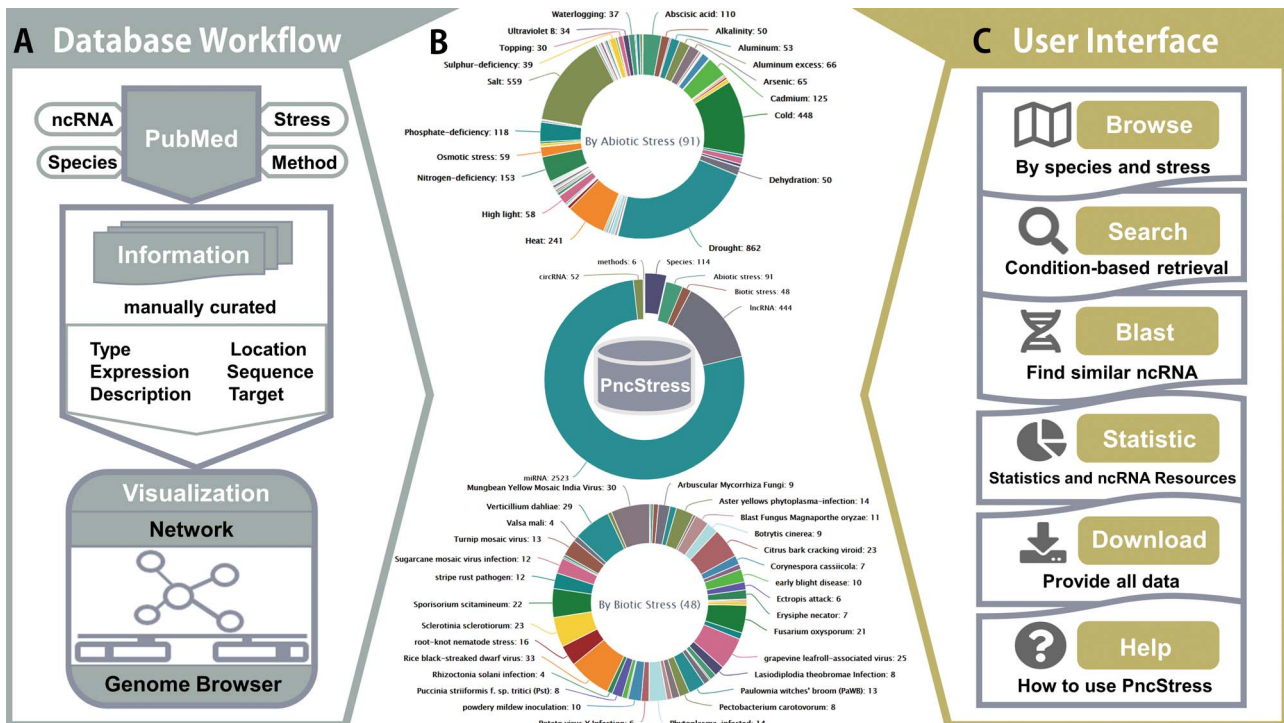 A Database Workflow
ncRNA
Species
PubMed
Stress
Method
Information
manually curated
Type
Location
Expression
Sequence
Description
Target
Visualization
Network
Genome Browser
B
Waterlogging: 37
Ultraviolet B: 34
Topping: 30
Sulphur-deficiency: 39
Salt: 559
Phosphate-deficiency: 118
Osmotic stress: 59
Nitrogen-deficiency: 153
High light: 58
Heat: 241
Abscisic acid: 110
Alkalinity: 50
Aluminum: 53
Aluminum excess: 66
Arsenic: 65
Cadmium: 125
Cold: 448
Dehydration: 50
Drought: 862
By Abiotic Stress (91)
methods: 6
circRNA: 52
Species: 114
Abiotic stress: 91
Biotic stress: 48
lncRNA: 444
PncStress
miRNA: 2523
Mungbean Yellow Mosaic India Virus: 30
Verticillium dahliae: 29
Valsa mali: 4
Turnip mosaic virus: 13
Sugarcane mosaic virus infection: 12
stripe rust pathogen: 12
Sporisorium scitamineum: 22
Sclerotinia sclerotiorum: 23
root-knot nematode stress: 16
Rice black-streaked dwarf virus: 33
Rhizoctonia solani infection: 4
Puccinia striiformis f. sp. tritici (Pst): 8
powdery mildew inoculation: 10
Arbuscular Mycorrhiza Fungi: 9
Aster yellows phytoplasma-infection: 14
Blast Fungus Magnaporthe oryzae: 11
Botrytis cinerea: 9
Citrus bark cracking viroid: 23
Corynespora cassiicola: 7
early blight disease: 10
Ectropis attack: 6
Erysiphe necator: 7
Fusarium oxysporum: 21
grapevine leafroll-associated virus: 25
Lasiodiplodia theobromae Infection: 8
Paulownia witches' broom (PaWB): 13
Pectobacterium carotovorum: 8
By Biotic Stress (48)
C User Interface
Browse
By species and stress
Search
Condition-based retrieval
Blast
Find similar ncRNA
Statistic
Statistics and ncRNA Resources
Download
Provide all data
Help
How to use PncStress